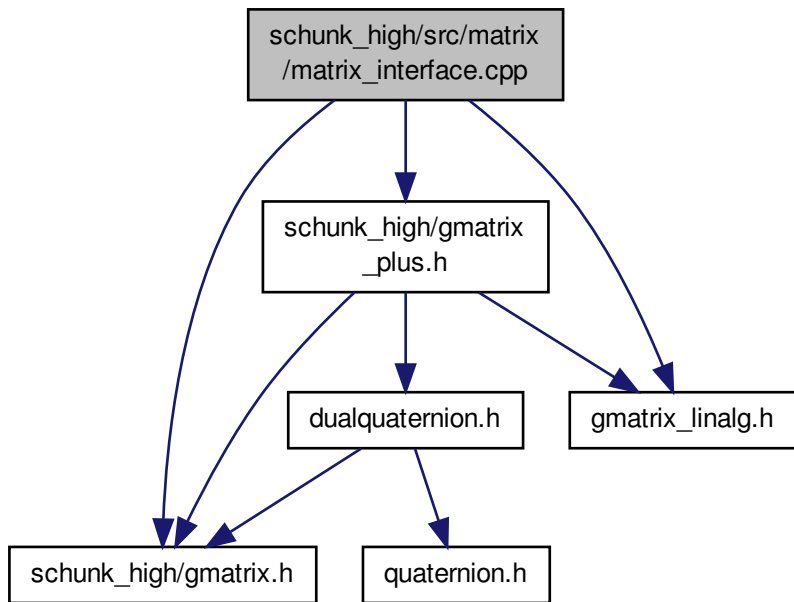 schunk_high/src/matrix
/matrix_interface.cpp
schunk_high/gmatrix
_plus.h
dualquaternion.h
gmatrix_linalg.h
schunk_high/gmatrix.h
quaternion.h